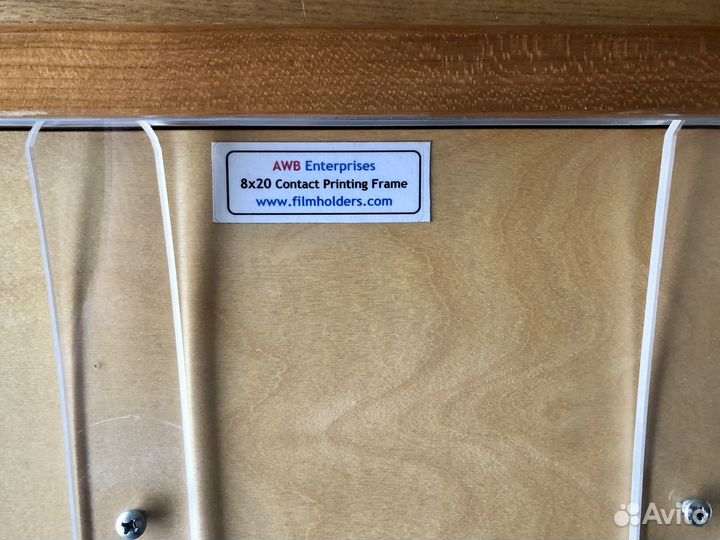 AWB Enterprises
8x20 Contact Printing Frame
www.filmholders.com
Avito